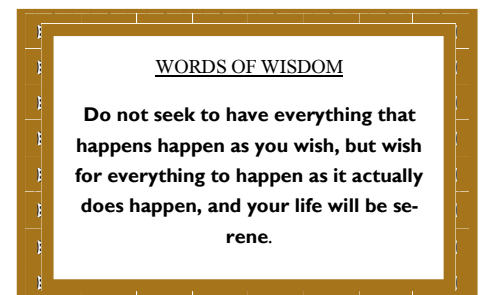 WORDS OF WISDOM
Do not seek to have everything that
happens happen as you wish, but wish
for everything to happen as it actually
does happen, and your life will be se-
rene.